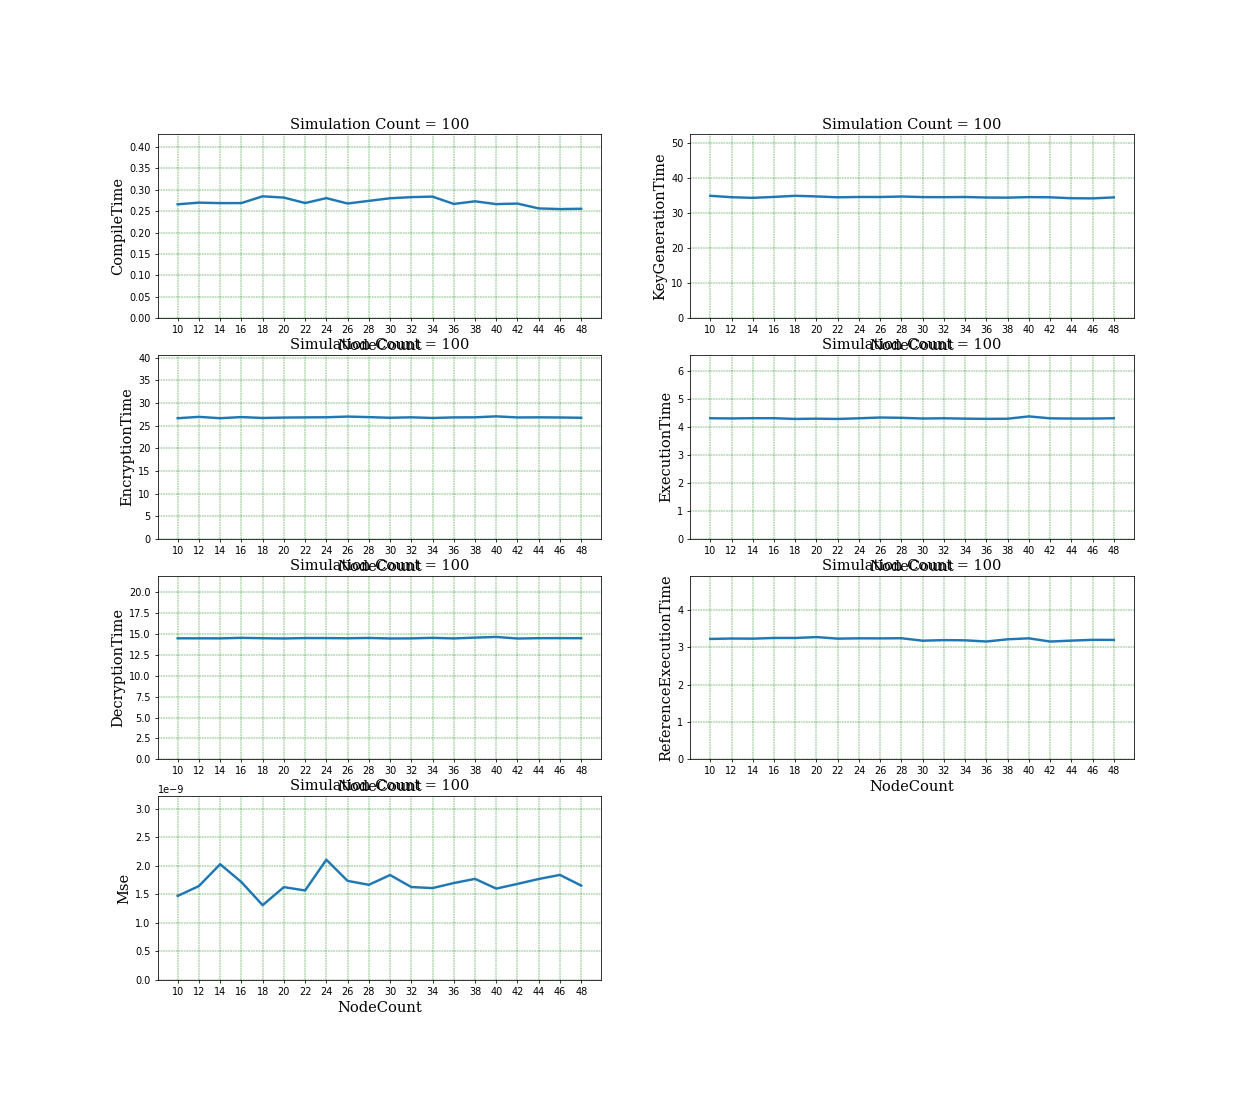 Simulation Count = 100
CompileTime
0.40
0.35
0.30
0.25
0.20
0.15
0.10
0.05
0.00
10 12 14 16 18 20 22 24 26 28 30 32 34 36 38 40 42 44 46 48
NodeCount
Simulation Count = 100
KeyGenerationTime
50
40
30
20
10
0
10 12 14 16 18 20 22 24 26 28 30 32 34 36 38 40 42 44 46 48
NodeCount
Simulation Count = 100
EncryptionTime
40
35
30
25
20
15
10
5
0
10 12 14 16 18 20 22 24 26 28 30 32 34 36 38 40 42 44 46 48
NodeCount
Simulation Count = 100
ExecutionTime
6
5
4
3
2
1
0
10 12 14 16 18 20 22 24 26 28 30 32 34 36 38 40 42 44 46 48
NodeCount
Simulation Count = 100
DecryptionTime
20.0
17.5
15.0
12.5
10.0
7.5
5.0
2.5
0.0
10 12 14 16 18 20 22 24 26 28 30 32 34 36 38 40 42 44 46 48
NodeCount
Simulation Count = 100
ReferenceExecutionTime
4
3
2
1
0
10 12 14 16 18 20 22 24 26 28 30 32 34 36 38 40 42 44 46 48
NodeCount
Simulation Count = 100
1e−9
Mse
3.0
2.5
2.0
1.5
1.0
0.5
0.0
10 12 14 16 18 20 22 24 26 28 30 32 34 36 38 40 42 44 46 48
NodeCount